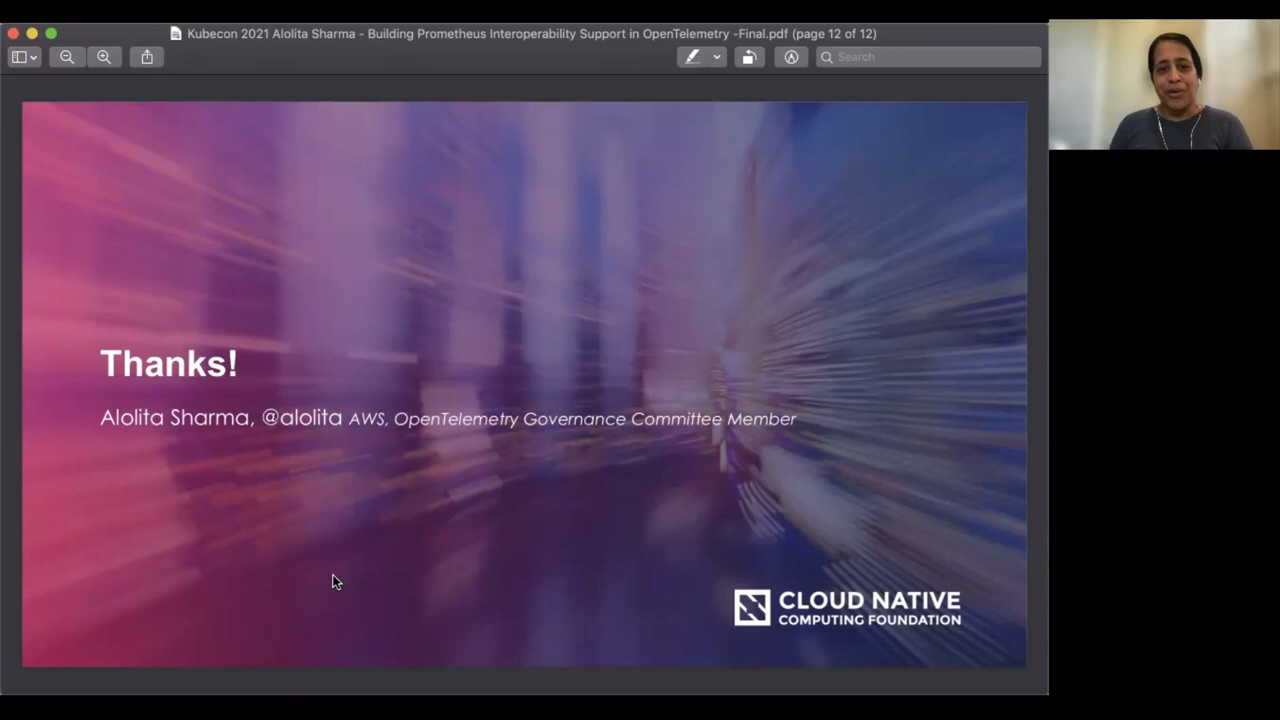 Kubecon 2021 Alolita Sharma - Building Prometheus Interoperability Support in OpenTelemetry -Final.pdf (page 12 of 12)
Search
Thanks!
Alolita Sharma, @alolita AWS, OpenTelemetry Governance Committee Member
CLOUD NATIVE
COMPUTING FOUNDATION